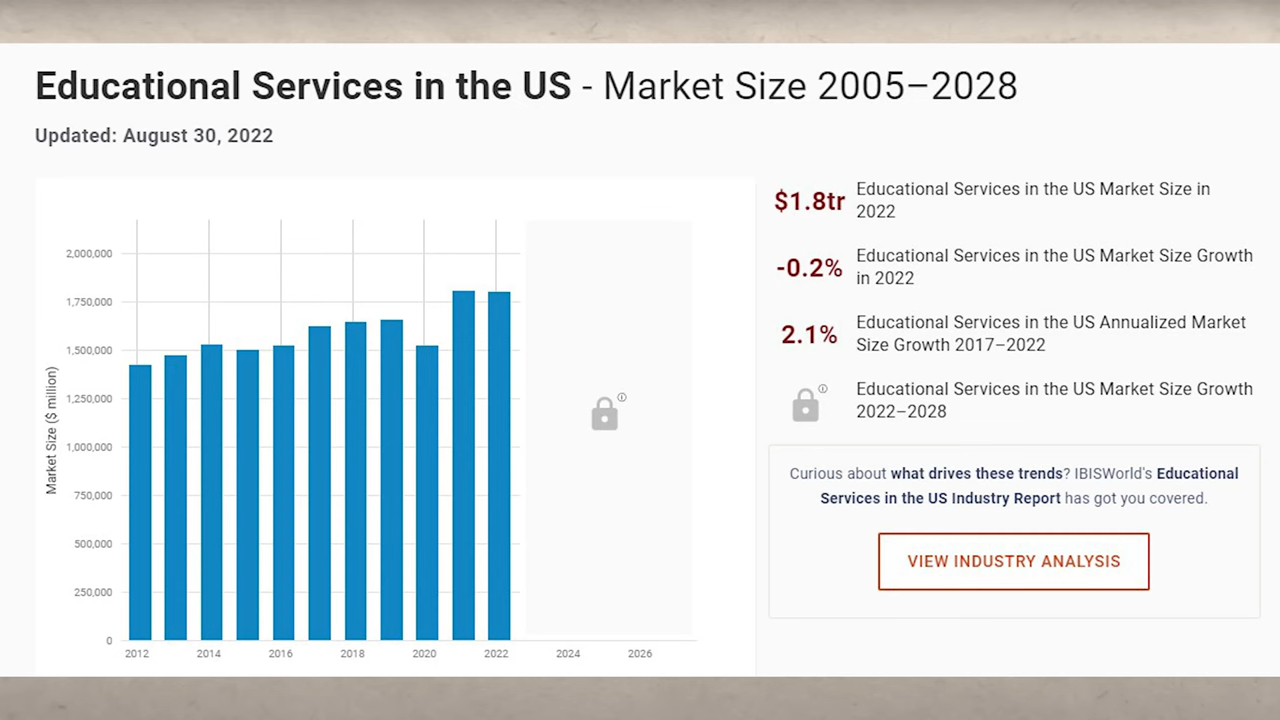 Educational Services in the US - Market Size 2005–2028
Updated: August 30, 2022
Market Size ($ million)
2,000,000
1,750,000
1,500,000
1,250,000
1,000,000
750,000
500,000
250,000
0
2012
2014
2016
2018
2020
2022
2024
2026
$1.8tr
Educational Services in the US Market Size in
2022
-0.2%
Educational Services in the US Market Size Growth
in 2022
2.1%
Educational Services in the US Annualized Market
Size Growth 2017–2022
Educational Services in the US Market Size Growth
2022–2028
Curious about what drives these trends? IBISWorld's Educational
Services in the US Industry Report has got you covered.
VIEW INDUSTRY ANALYSIS